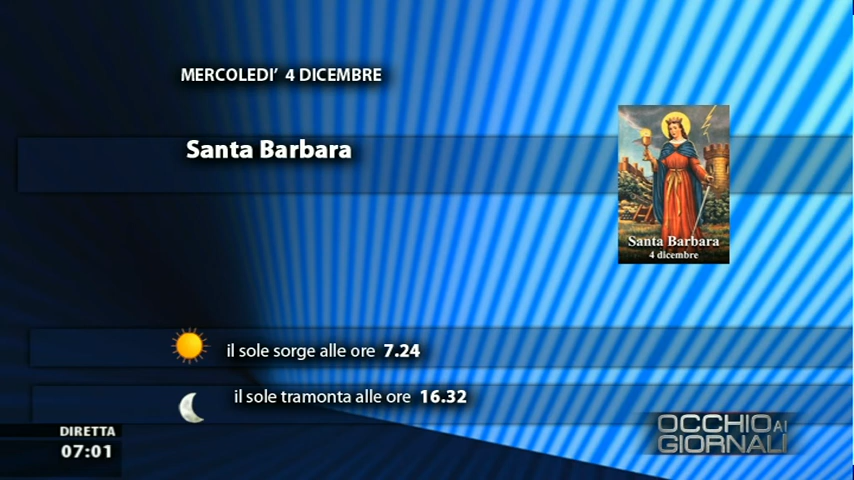 MERCOLEDI' 4 DICEMBRE
Santa Barbara
Santa Barbara
4 dicembre
il sole sorge alle ore 7.24
il sole tramonta alle ore 16.32
DIRETTA
07:01
OCCHIO AI
GIORNALI